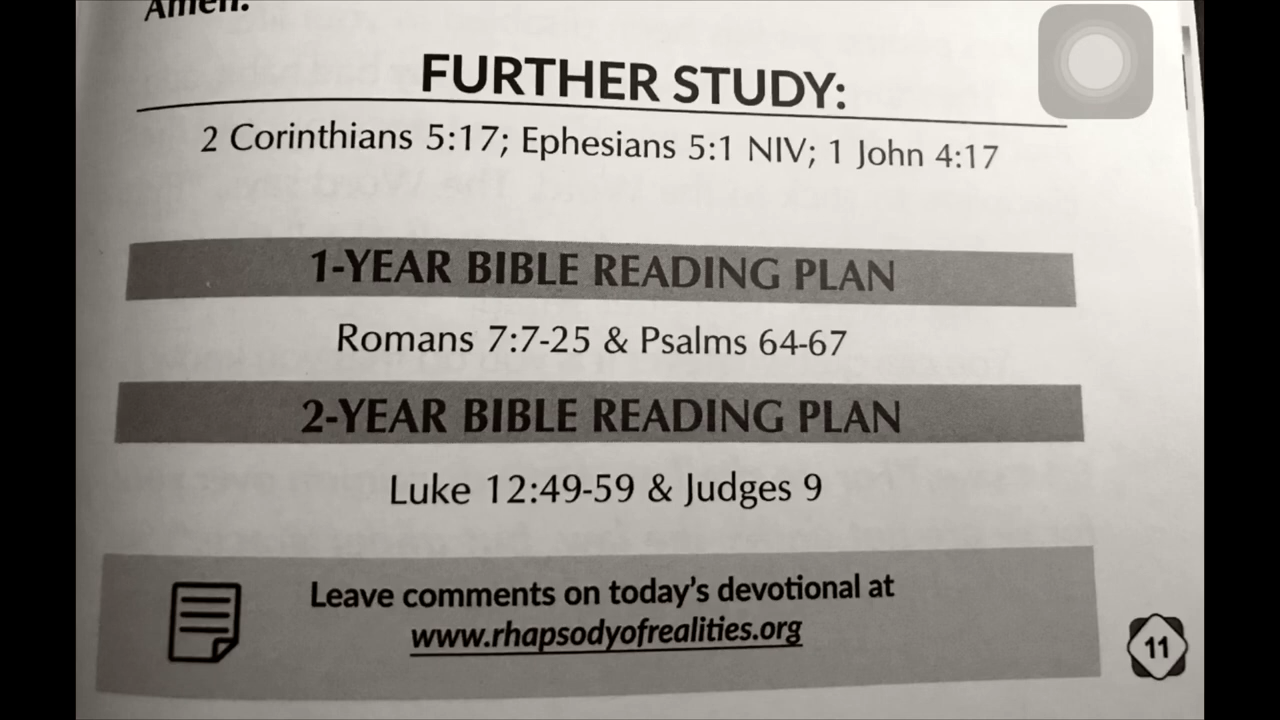 Amen.
FURTHER STUDY:
2 Corinthians 5:17; Ephesians 5:1 NIV; 1 John 4:17
1-YEAR BIBLE READING PLAN
Romans 7:7-25 & Psalms 64-67
2-YEAR BIBLE READING PLAN
Luke 12:49-59 & Judges 9
Leave comments on today's devotional at
www.rhapsodyofrealities.org
11